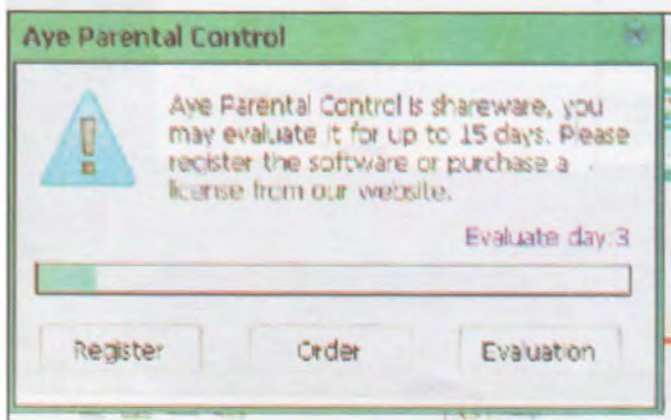 Aye Parental Control
Aye Parental Control is shareware, you
may evaluate it for up to 15 days. Please
register the software or purchase a
license from our website.
Evaluate day:3
Register
Order
Evaluation